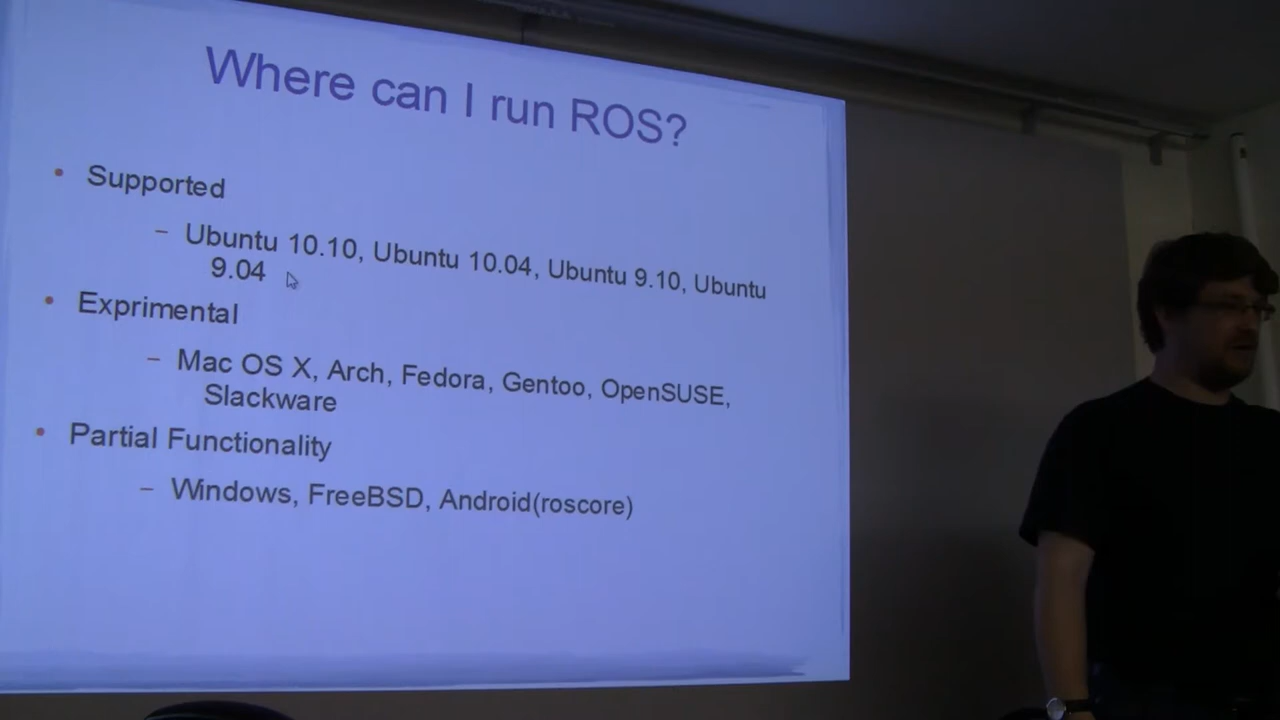 Where can I run ROS?
• Supported
– Ubuntu 10.10, Ubuntu 10.04, Ubuntu 9.10, Ubuntu
9.04
• Exprimental
– Mac OS X, Arch, Fedora, Gentoo, OpenSUSE,
Slackware
• Partial Functionality
– Windows, FreeBSD, Android(roscore)